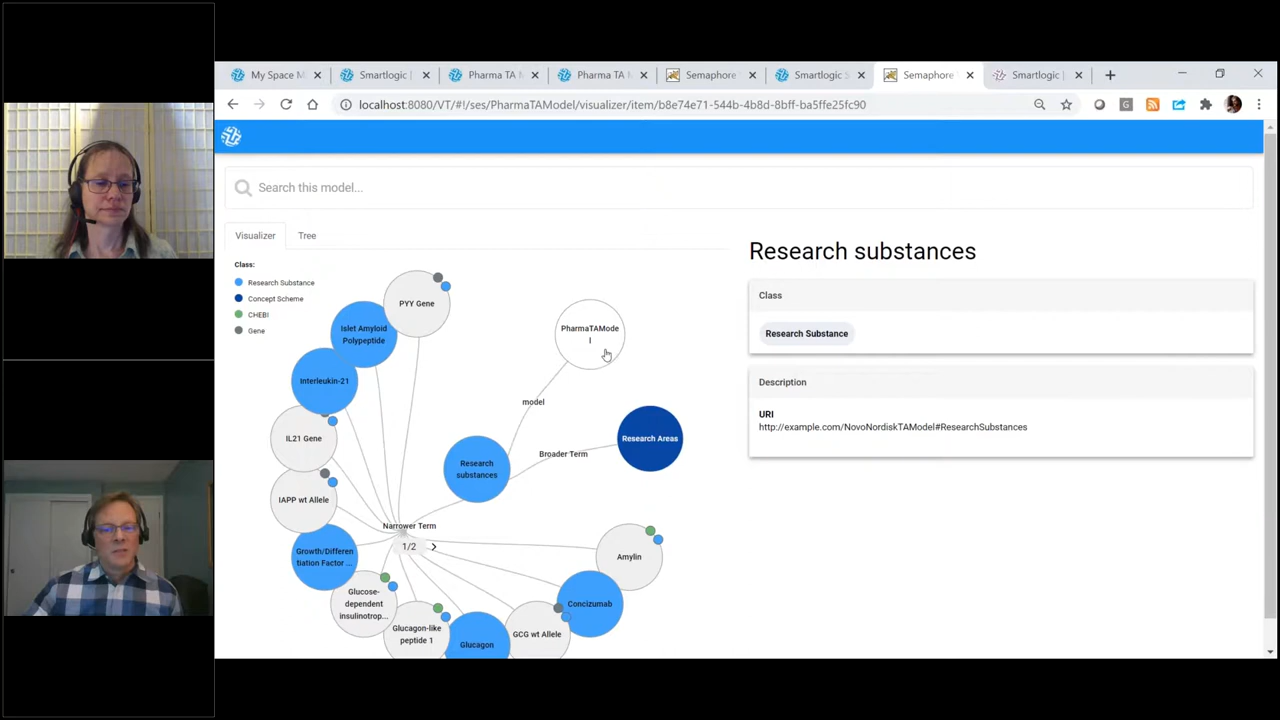 My Space M
Smartlogic |
Pharma TA M
Pharma TA M
Semaphore
Smartlogic S
Semaphore
Smartlogic |
localhost:8080/VT/#!/ses/PharmaTAModel/visualizer/item/b8e74e71-544b-4b8d-8bff-ba5ffe25fc90
Search this model...
Visualizer
Tree
Class:
Research Substance
Concept Scheme
CHEBI
Gene
PYY Gene
Islet Amyloid
Polypeptide
Interleukin-21
IL21 Gene
IAPP wt Allele
Growth/Differen
tiation Factor ...
Glucose-
dependent
insulinotrop...
Glucagon-like
peptide 1
Glucagon
GCG wt Allele
Concizumab
Amylin
Narrower Term
1/2
Research
substances
model
Broader Term
PharmaTAMode
l
Research Areas
Research substances
Class
Research Substance
Description
URI
http://example.com/NovoNordiskTAModel#ResearchSubstances